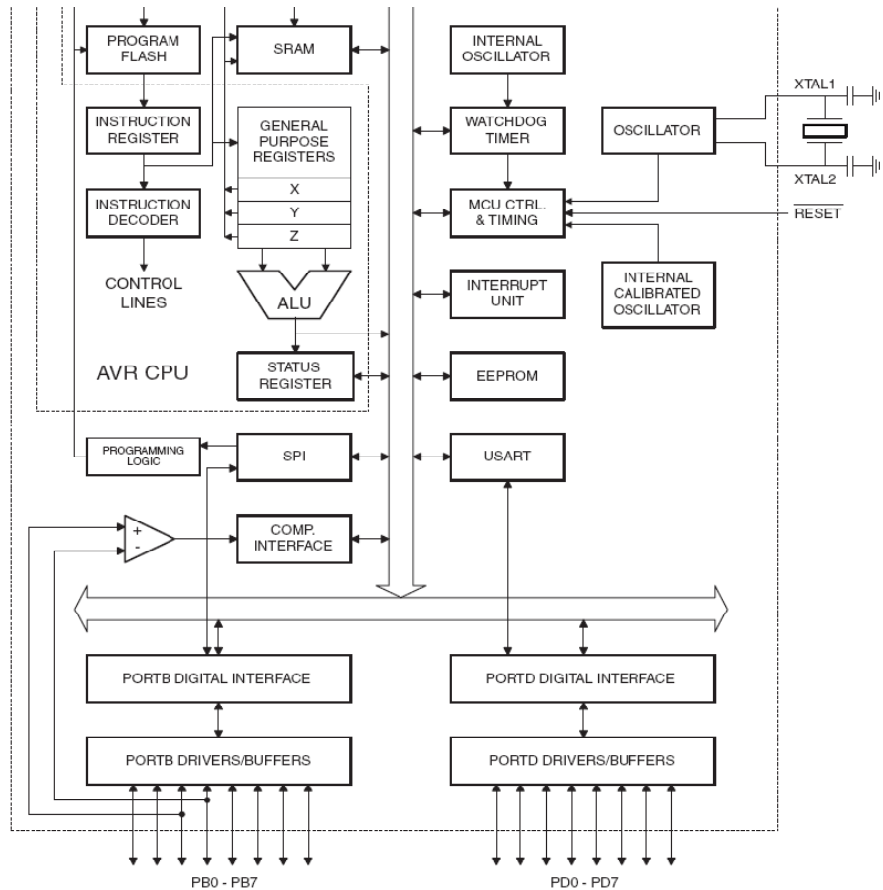 PROGRAM
FLASH
SRAM
INTERNAL
OSCILLATOR
XTAL1
INSTRUCTION
REGISTER
GENERAL
PURPOSE
REGISTERS
WATCHDOG
TIMER
OSCILLATOR
XTAL2
X
INSTRUCTION
DECODER
Y
MCU CTRL.
& TIMING
RESET
Z
CONTROL
LINES
ALU
INTERRUPT
UNIT
INTERNAL
CALIBRATED
OSCILLATOR
AVR CPU
STATUS
REGISTER
EEPROM
PROGRAMMING
LOGIC
SPI
USART
+
-
COMP.
INTERFACE
PORTB DIGITAL INTERFACE
PORTD DIGITAL INTERFACE
PORTB DRIVERS/BUFFERS
PORTD DRIVERS/BUFFERS
PB0 - PB7
PD0 - PD7